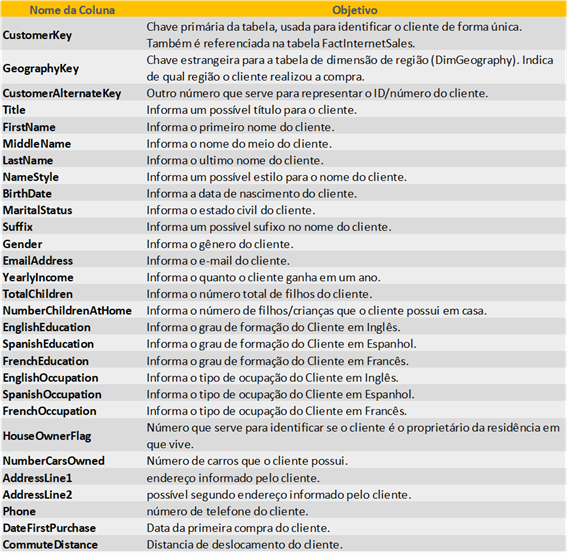 Nome da Coluna Objetivo
CustomerKey Chave primária da tabela, usada para identificar o cliente de forma única.
Também é referenciada na tabela FactInternetSales.
GeographyKey Chave estrangeira para a tabela de dimensão de região (DimGeography). Indica
de qual região o cliente realizou a compra.
CustomerAlternateKey Outro número que serve para representar o ID/número do cliente.
Title Informa um possível título para o cliente.
FirstName Informa o primeiro nome do cliente.
MiddleName Informa o nome do meio do cliente.
LastName Informa o ultimo nome do cliente.
NameStyle Informa um possível estilo para o nome do cliente.
BirthDate Informa a data de nascimento do cliente.
MaritalStatus Informa o estado civil do cliente.
Suffix Informa um possível sufixo no nome do cliente.
Gender Informa o gênero do cliente.
EmailAddress Informa o e-mail do cliente.
YearlyIncome Informa o quanto o cliente ganha em um ano.
TotalChildren Informa o número total de filhos do cliente.
NumberChildrenAtHome Informa o número de filhos/crianças que o cliente possui em casa.
EnglishEducation Informa o grau de formação do Cliente em Inglês.
SpanishEducation Informa o grau de formação do Cliente em Espanhol.
FrenchEducation Informa o grau de formação do Cliente em Francês.
EnglishOccupation Informa o tipo de ocupação do Cliente em Inglês.
SpanishOccupation Informa o tipo de ocupação do Cliente em Espanhol.
FrenchOccupation Informa o tipo de ocupação do Cliente em Francês.
HouseOwnerFlag Número que serve para identificar se o cliente é o proprietário da residência em
que vive.
NumberCarsOwned Número de carros que o cliente possui.
AddressLine1 endereço informado pelo cliente.
AddressLine2 possível segundo endereço informado pelo cliente.
Phone número de telefone do cliente.
DateFirstPurchase Data da primeira compra do cliente.
CommuteDistance Distancia de deslocamento do cliente.